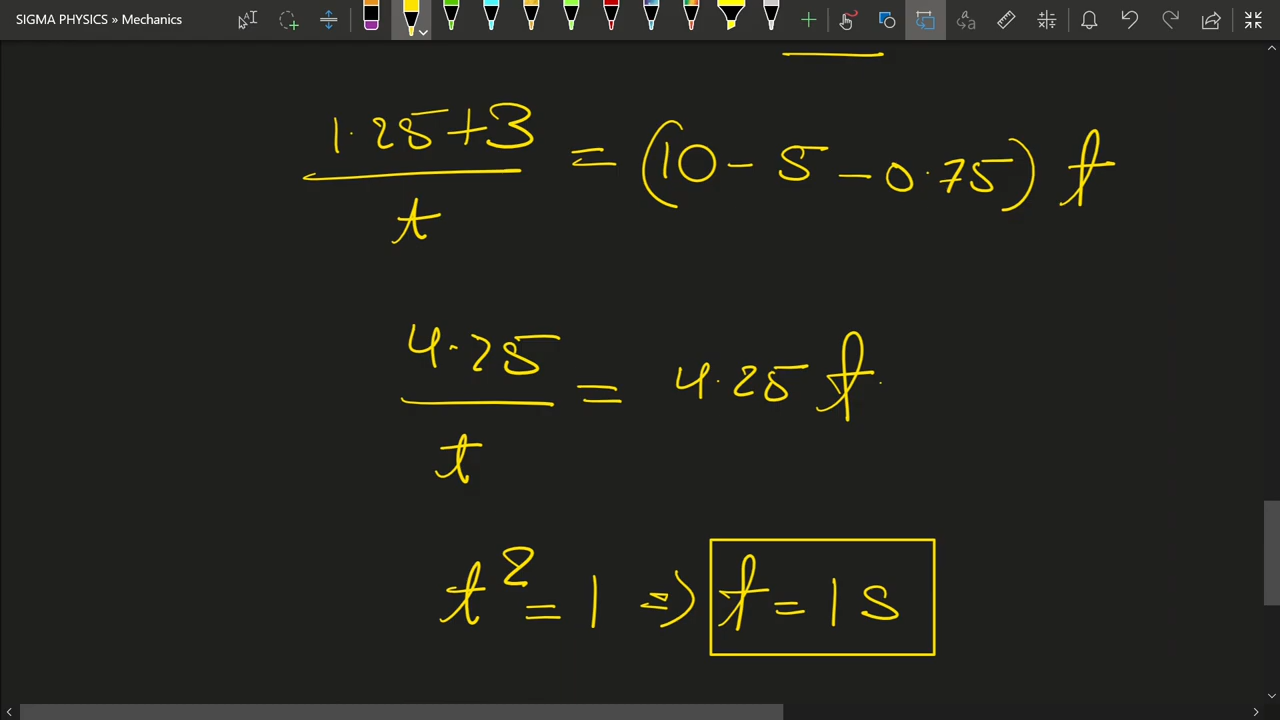 SIGMA PHYSICS » Mechanics
(1.25+3)/t = (10 - 5 - 0.75) t
4.25/t = 4.25 t
t² = 1 ⇒ t = 1 s